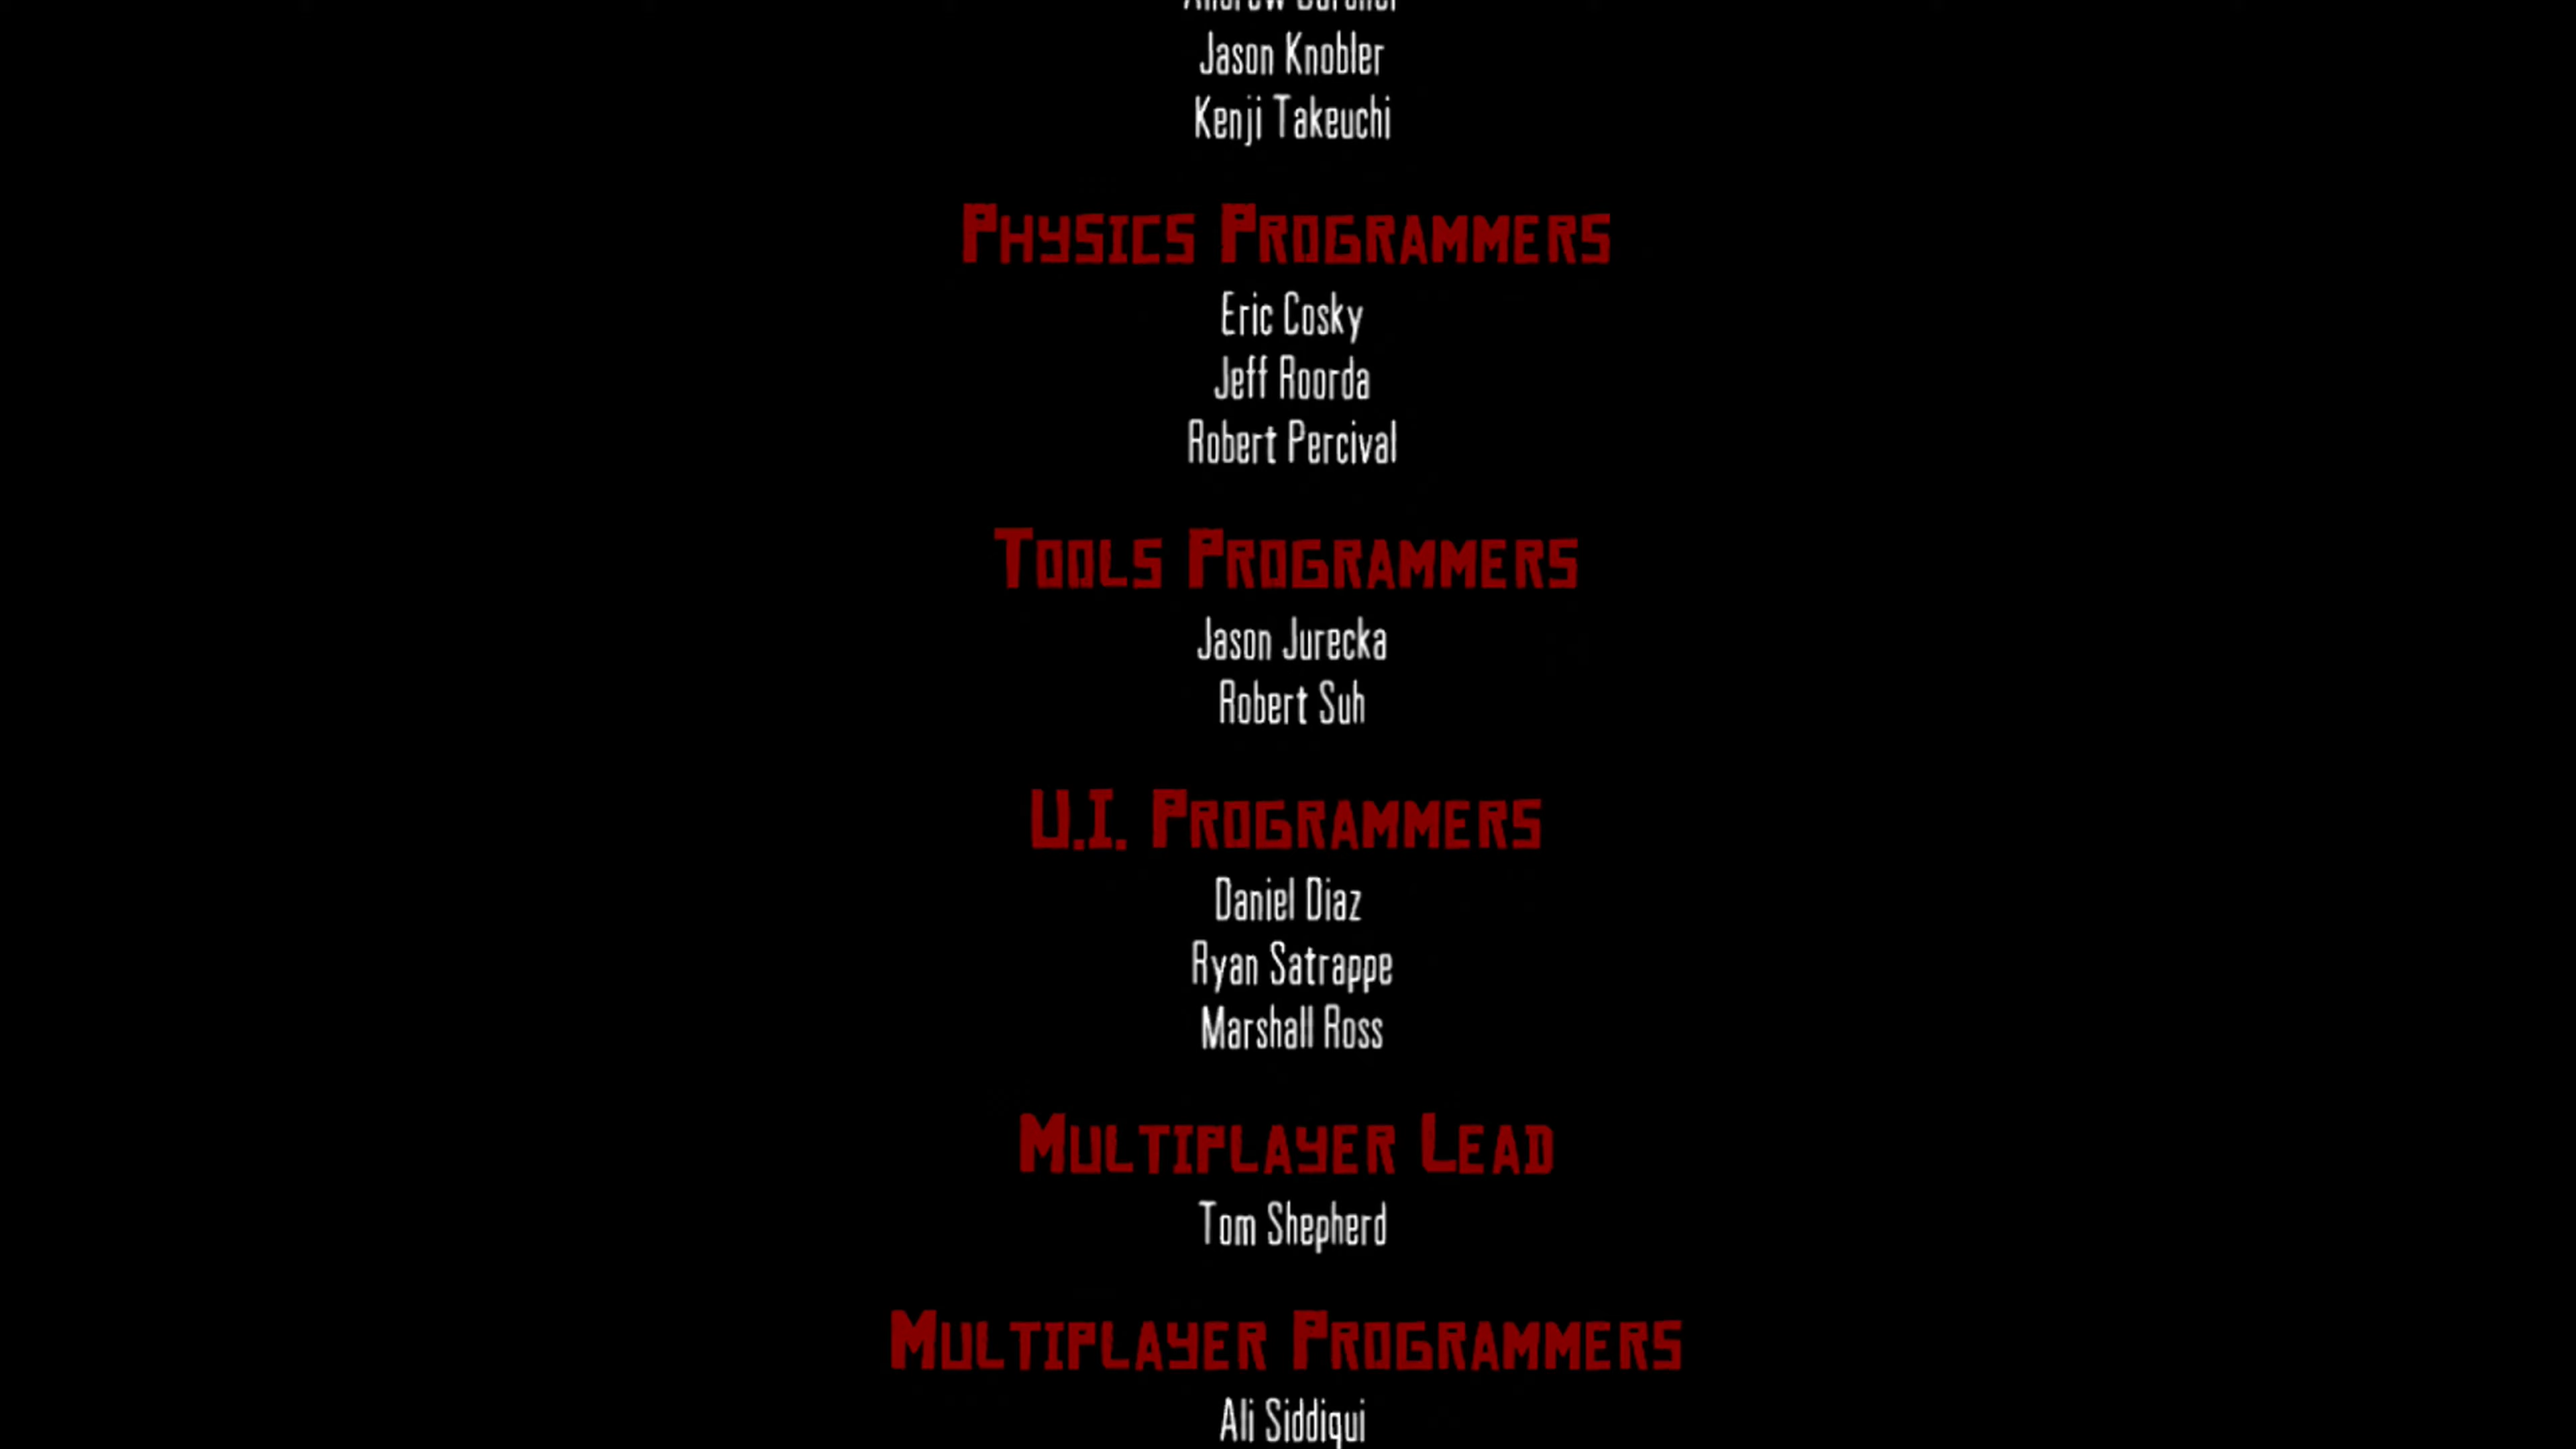 Jason Knobler
Kenji Takeuchi
Physics Programmers
Eric Cosky
Jeff Roorda
Robert Percival
Tools Programmers
Jason Jurecka
Robert Suh
U.I. Programmers
Daniel Diaz
Ryan Satrappe
Marshall Ross
Multiplayer Lead
Tom Shepherd
Multiplayer Programmers
Ali Siddiqui